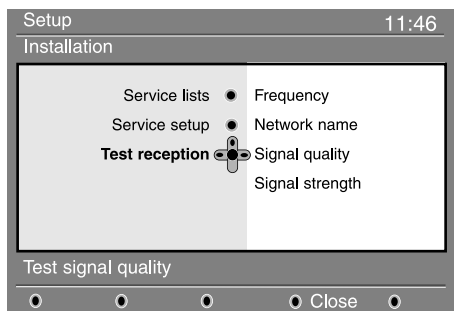 Setup 11:46
Installation
Service lists Frequency
Service setup Network name
Test reception Signal quality
Signal strength
Test signal quality
Close